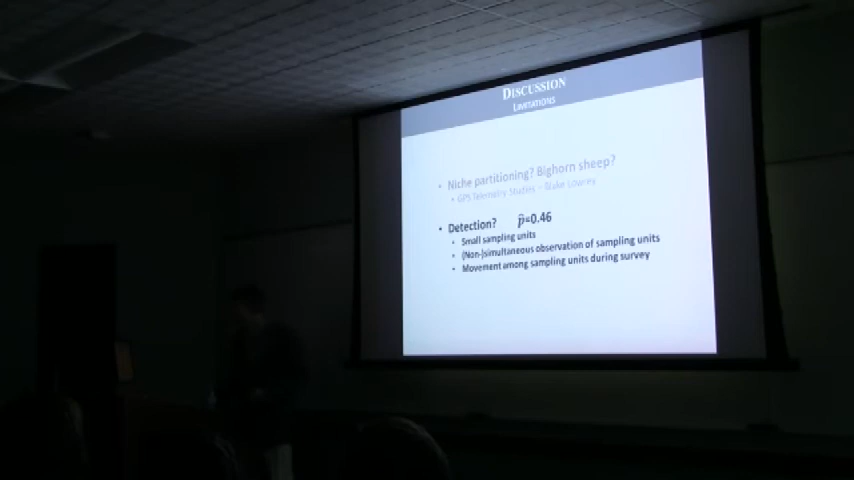 DISCUSSION
LIMITATIONS
• Niche partitioning? Bighorn sheep?
• GPS Telemetry Studies – Blake Lowrey
• Detection? p̂=0.46
• Small sampling units
• (Non-)simultaneous observation of sampling units
• Movement among sampling units during survey